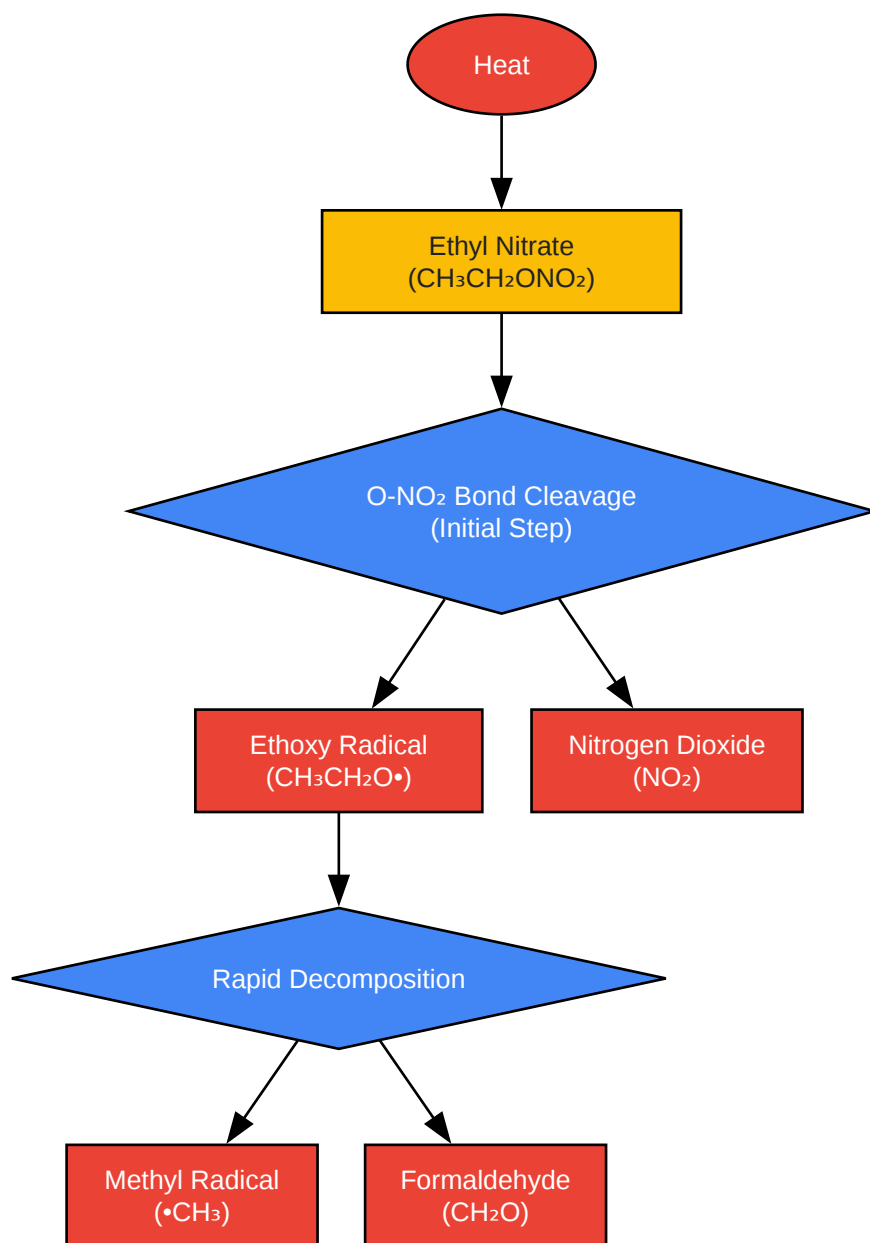 Heat
Ethyl Nitrate
(CH₃CH₂ONO₂)
O-NO₂ Bond Cleavage
(Initial Step)
Ethoxy Radical
(CH₃CH₂O•)
Nitrogen Dioxide
(NO₂)
Rapid Decomposition
Methyl Radical
(•CH₃)
Formaldehyde
(CH₂O)